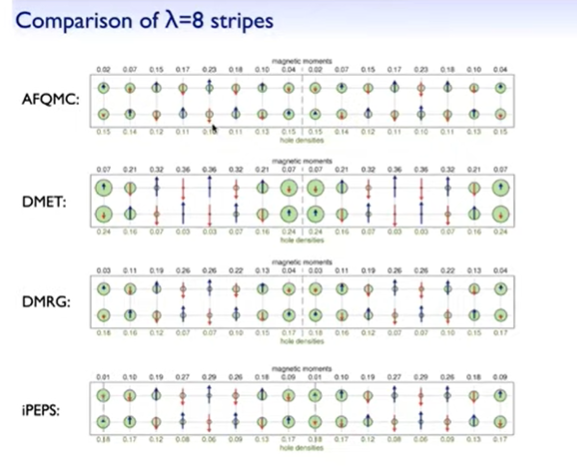 Comparison of λ=8 stripes
magnetic moments
0.02 0.07 0.15 0.17 0.23 0.18 0.10 0.04 0.02 0.07 0.15 0.17 0.23 0.18 0.10 0.04
AFQMC:
0.15 0.14 0.12 0.11 0.11 0.13 0.15 0.15 0.14 0.12 0.11 0.10 0.11 0.13 0.15
hole densities
magnetic moments
0.07 0.21 0.32 0.36 0.36 0.32 0.21 0.07 0.07 0.21 0.32 0.36 0.36 0.32 0.21 0.07
DMET:
0.24 0.16 0.07 0.03 0.03 0.07 0.16 0.24 0.24 0.16 0.07 0.03 0.03 0.07 0.16 0.24
hole densities
magnetic moments
0.03 0.11 0.19 0.26 0.26 0.22 0.13 0.04 0.03 0.11 0.19 0.26 0.26 0.22 0.13 0.04
DMRG:
0.18 0.16 0.12 0.07 0.07 0.10 0.15 0.17 0.18 0.16 0.12 0.07 0.07 0.10 0.15 0.17
hole densities
magnetic moments
0.01 0.10 0.19 0.27 0.29 0.26 0.18 0.09 0.01 0.10 0.19 0.27 0.29 0.26 0.18 0.09
iPEPS:
0.18 0.17 0.12 0.08 0.06 0.09 0.13 0.17 0.18 0.17 0.12 0.08 0.06 0.09 0.13 0.17
hole densities